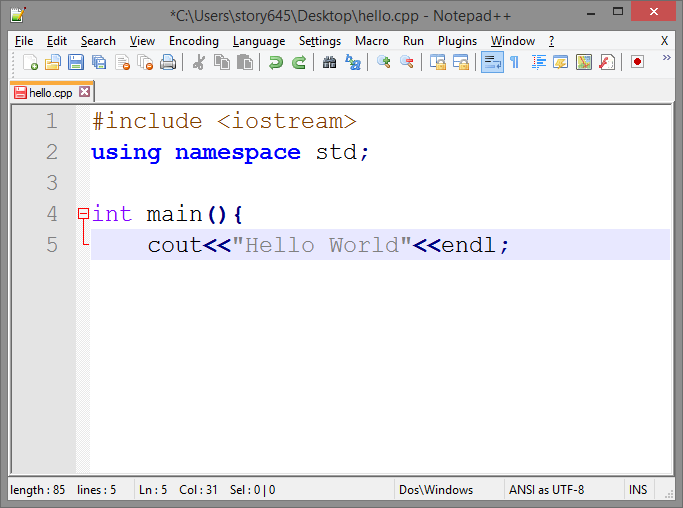 *C:\Users\story645\Desktop\hello.cpp - Notepad++
File Edit Search View Encoding Language Settings Macro Run Plugins Window ? X
hello.cpp
1 #include <iostream>
2 using namespace std;
3
4 int main(){
5 cout<<"Hello World"<<endl;
length : 85 lines : 5 Ln : 5 Col : 31 Sel : 0 | 0 Dos\Windows ANSI as UTF-8 INS